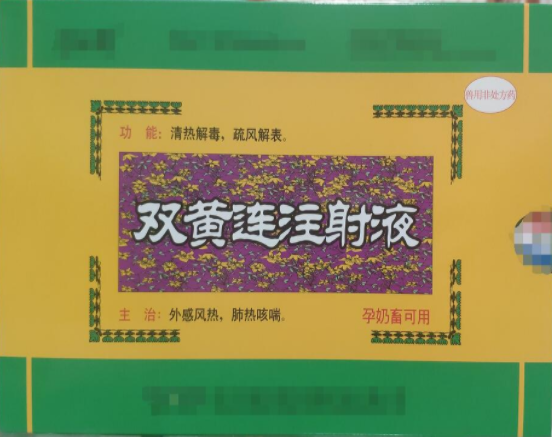 兽用非处方药
功 能：清热解毒，疏风解表。
双黄连注射液
主 治：外感风热，肺热咳喘。
孕奶畜可用